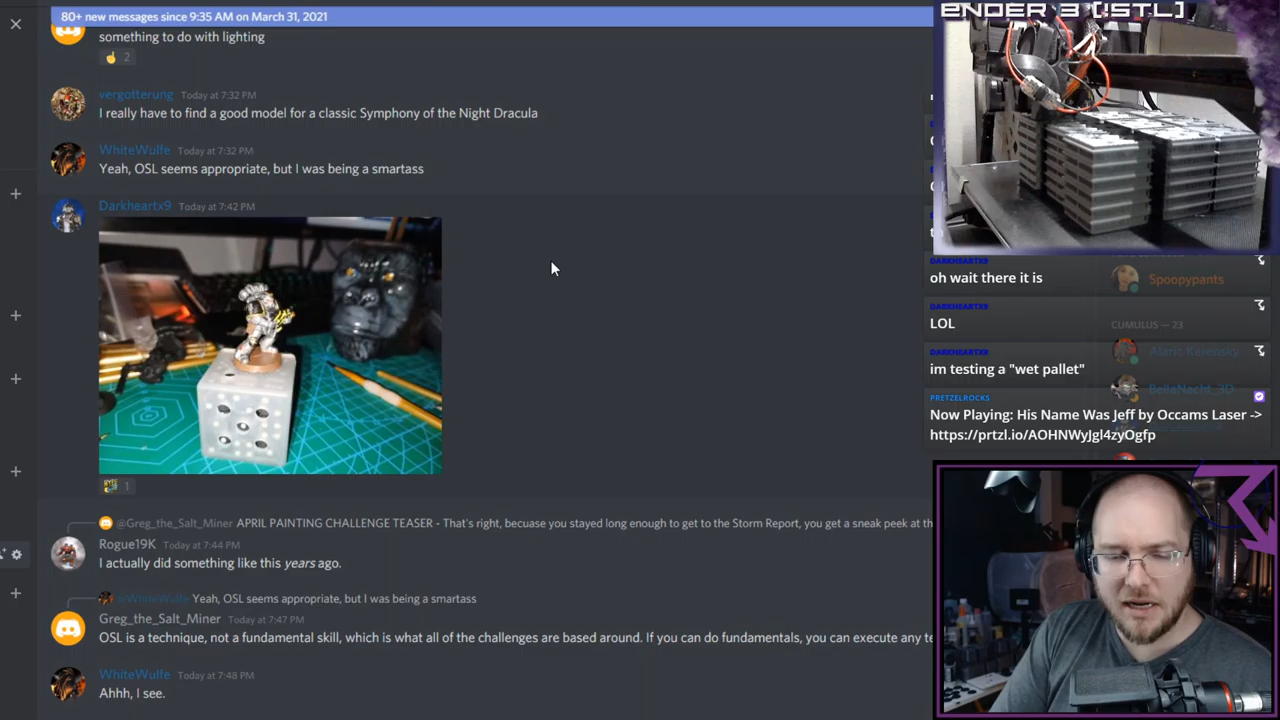 80+ new messages since 9:35 AM on March 31, 2021
something to do with lighting
2
vergotterung Today at 7:32 PM
I really have to find a good model for a classic Symphony of the Night Dracula
WhiteWulfe Today at 7:32 PM
Yeah, OSL seems appropriate, but I was being a smartass
Darkheartx9 Today at 7:42 PM
1
@Greg_the_Salt_Miner APRIL PAINTING CHALLENGE TEASER - That's right, becuase you stayed long enough to get to the Storm Report, you get a sneak peek at th
Rogue19K Today at 7:44 PM
I actually did something like this years ago.
@WhiteWulfe Yeah, OSL seems appropriate, but I was being a smartass
Greg_the_Salt_Miner Today at 7:47 PM
OSL is a technique, not a fundamental skill, which is what all of the challenges are based around. If you can do fundamentals, you can execute any te
WhiteWulfe Today at 7:48 PM
Ahhh, I see.
ENDER 3 [.STL]
DARKHEARTX9
oh wait there it is
Spoopypants
DARKHEARTX9
LOL
CUMULUS — 23
Alaric Kerensky
DARKHEARTX9
im testing a "wet pallet"
BellaNacht_3D
PRETZELROCKS
Now Playing: His Name Was Jeff by Occams Laser ->
https://prtzl.io/AOHNWyJgl4zyOgfp